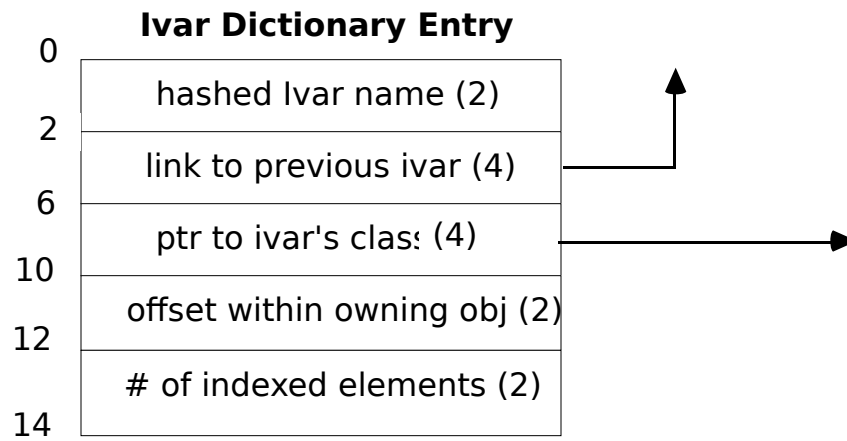 Ivar Dictionary Entry
0
hashed Ivar name (2)
2
link to previous ivar (4)
6
ptr to ivar's class (4)
10
offset within owning obj (2)
12
# of indexed elements (2)
14